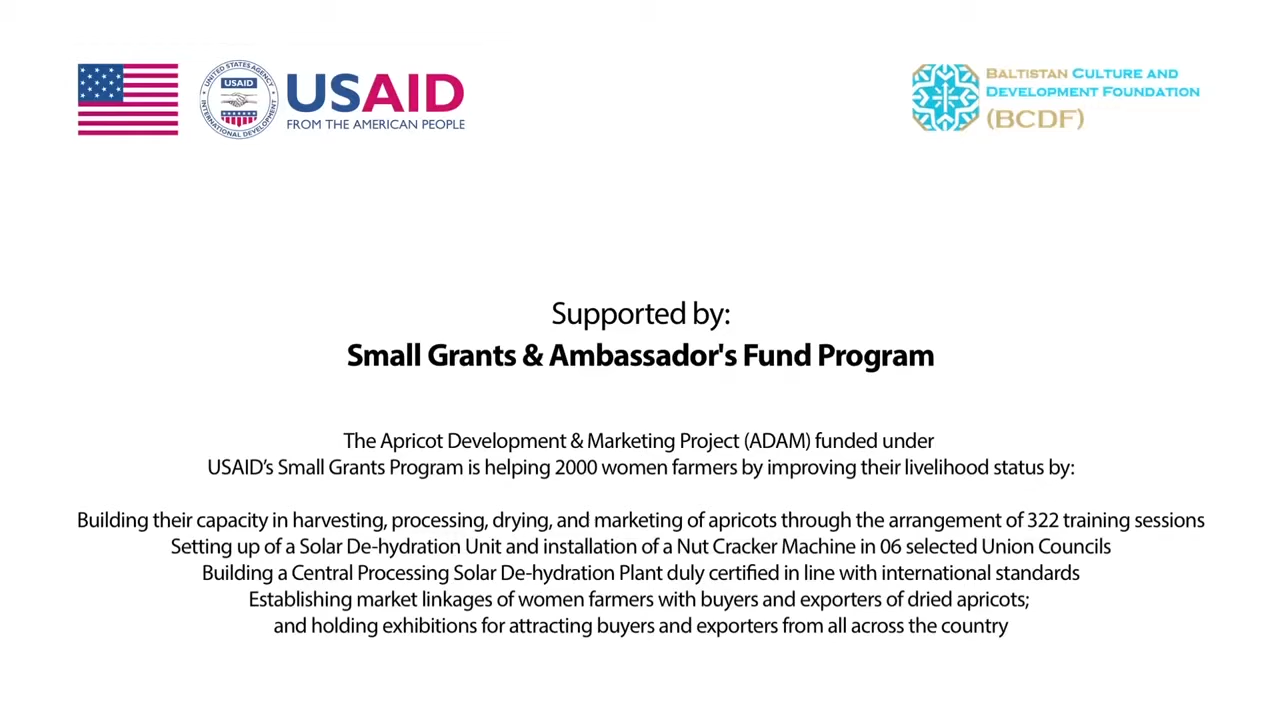 UNITED STATES AGENCY
USAID
INTERNATIONAL DEVELOPMENT
USAID
FROM THE AMERICAN PEOPLE
BALTISTAN CULTURE AND
DEVELOPMENT FOUNDATION
(BCDF)
Supported by:
Small Grants & Ambassador's Fund Program
The Apricot Development & Marketing Project (ADAM) funded under
USAID’s Small Grants Program is helping 2000 women farmers by improving their livelihood status by:
Building their capacity in harvesting, processing, drying, and marketing of apricots through the arrangement of 322 training sessions
Setting up of a Solar De-hydration Unit and installation of a Nut Cracker Machine in 06 selected Union Councils
Building a Central Processing Solar De-hydration Plant duly certified in line with international standards
Establishing market linkages of women farmers with buyers and exporters of dried apricots;
and holding exhibitions for attracting buyers and exporters from all across the country